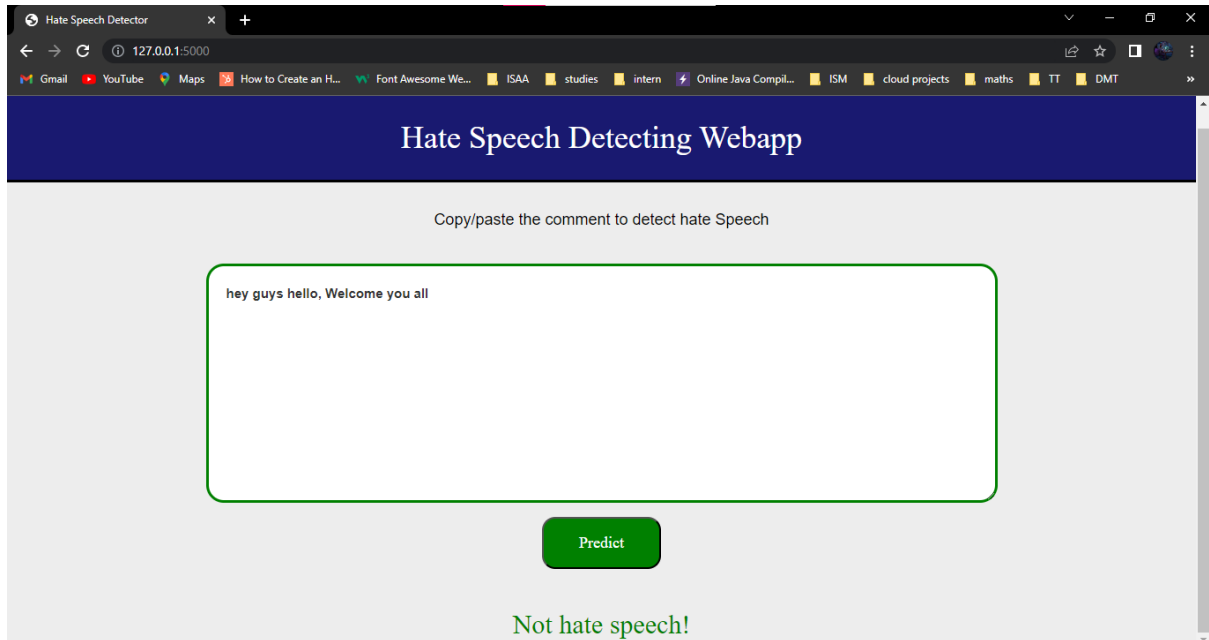 Hate Speech Detector
127.0.0.1:5000
Gmail YouTube Maps How to Create an H... Font Awesome We... ISAA studies intern Online Java Compil... ISM cloud projects maths TT DMT »
Hate Speech Detecting Webapp
Copy/paste the comment to detect hate Speech
hey guys hello, Welcome you all
Predict
Not hate speech!